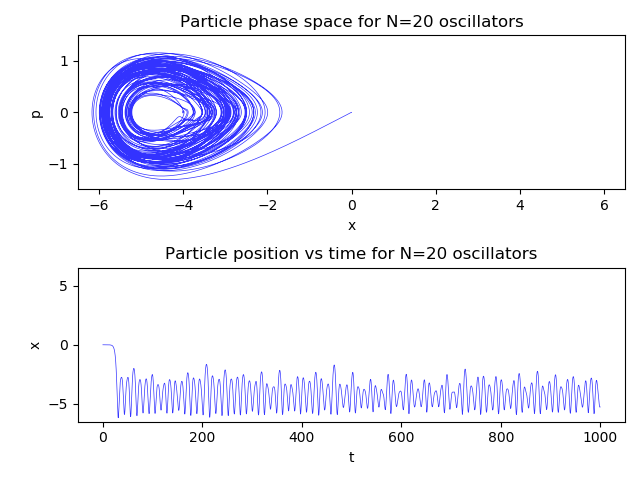 Particle phase space for N=20 oscillators
1
0
−1
p
−6 −4 −2 0 2 4 6
x
Particle position vs time for N=20 oscillators
5
0
−5
x
0 200 400 600 800 1000
t